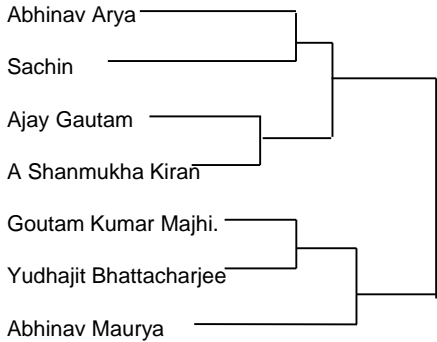 Abhinav Arya
Sachin
Ajay Gautam
A Shanmukha Kiran
Goutam Kumar Majhi.
Yudhajit Bhattacharjee
Abhinav Maurya